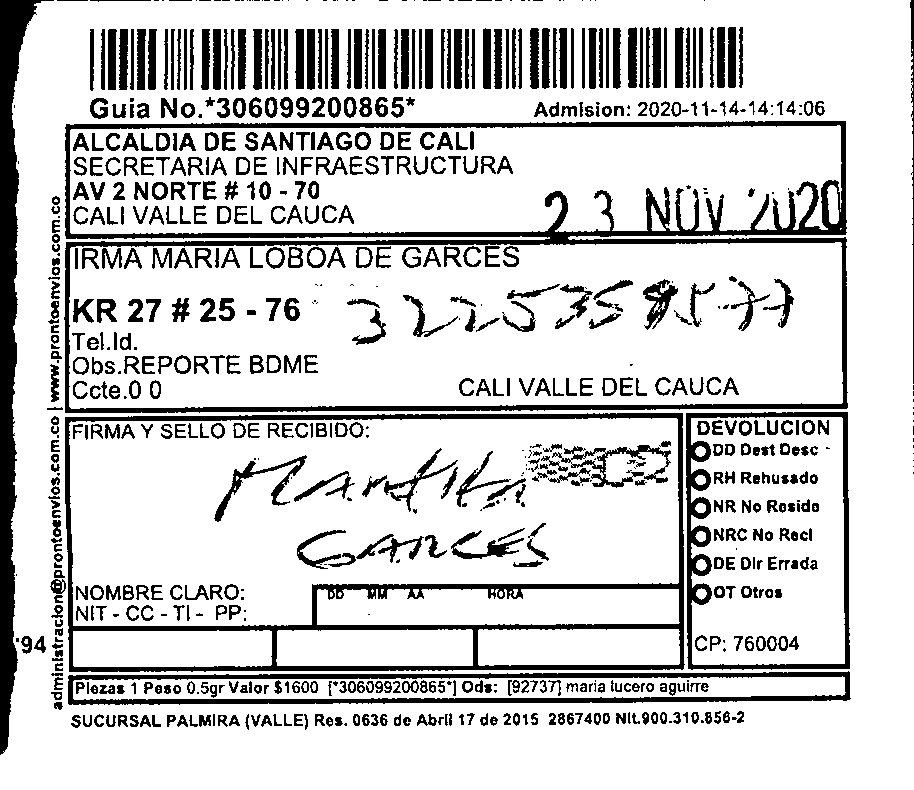 Guia No.*306099200865*
Admision: 2020-11-14-14:14:06
ALCALDIA DE SANTIAGO DE CALI
SECRETARIA DE INFRAESTRUCTURA
AV 2 NORTE # 10 - 70
CALI VALLE DEL CAUCA
23 NOV 2020
IRMA MARIA LOBOA DE GARCES
KR 27 # 25 - 76
Tel.Id.
Obs.REPORTE BDME
Ccte.0 0
CALI VALLE DEL CAUCA
FIRMA Y SELLO DE RECIBIDO:
GARCES
NOMBRE CLARO:
NIT - CC - TI - PP:
DD MM AA HORA
DEVOLUCION
DD Dest Desc
RH Rehusado
NR No Reside
NRC No Recl
DE Dir Errada
OT Otros
CP: 760004
'94
administracion@prontoenvios.com.co | www.prontoenvios.com.co
Piezas 1 Peso 0.5gr Valor $1600 [*306099200865*] Ods: [92737] maria lucero aguirre
SUCURSAL PALMIRA (VALLE) Res. 0636 de Abril 17 de 2015 2867400 Nit.900.310.856-2